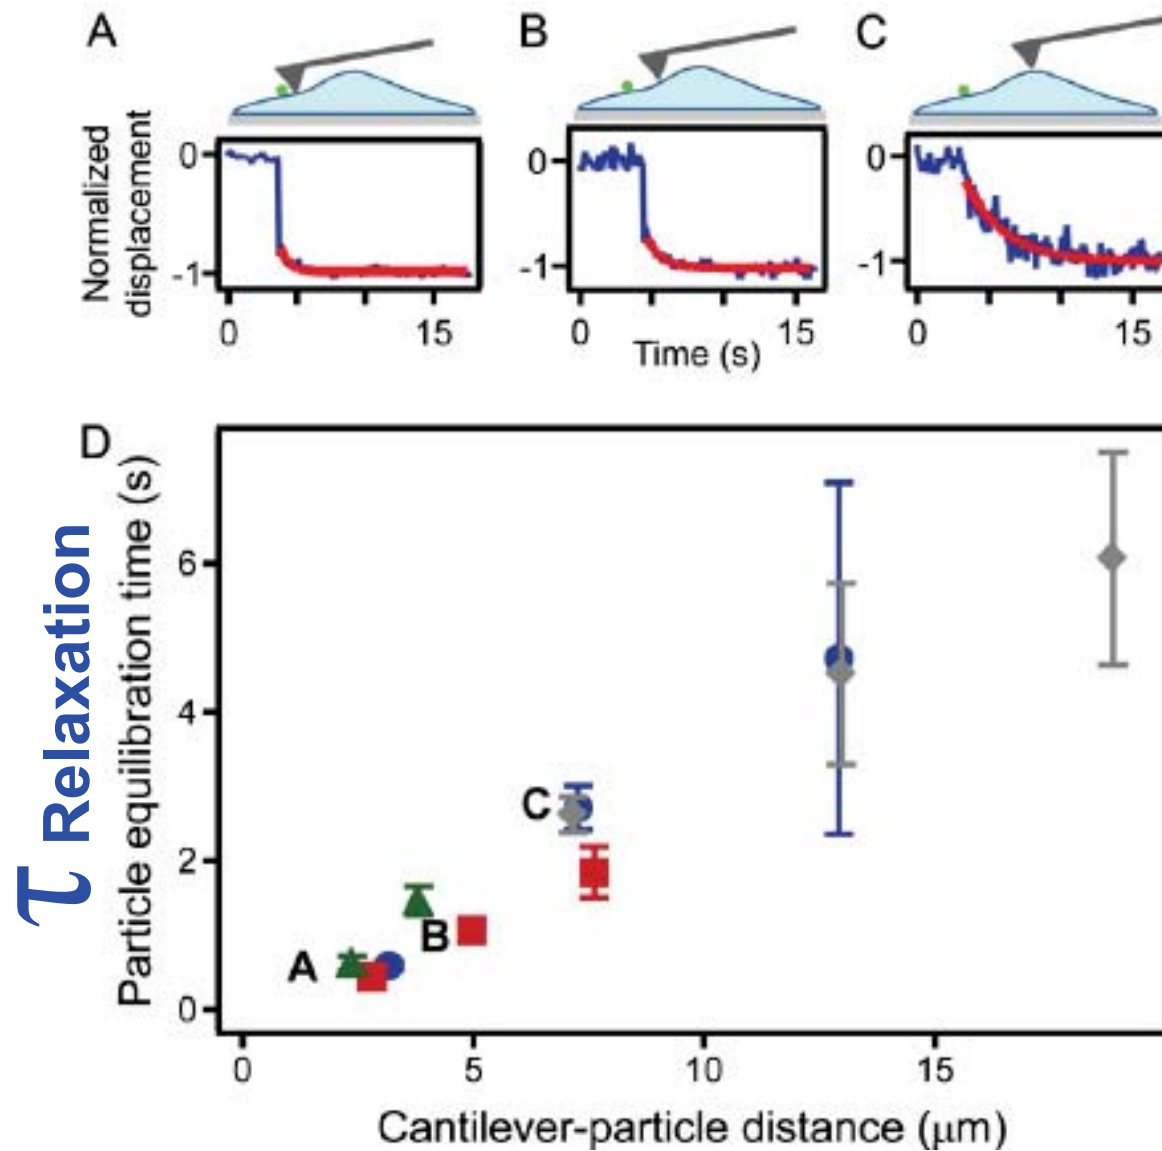 A
B
C
Normalized
displacement
0
-1
0
15
0
-1
0
15
0
-1
0
15
Time (s)
D
τ Relaxation
Particle equilibration time (s)
6
4
2
0
A
B
C
0
5
10
15
Cantilever-particle distance (μm)